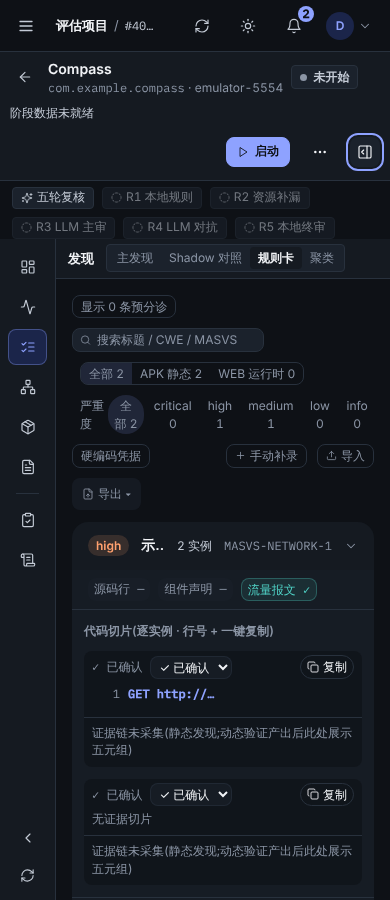 评估项目 / #40…
2
D
Compass
com.example.compass · emulator-5554
未开始
阶段数据未就绪
启动
五轮复核 R1 本地规则 R2 资源补漏
R3 LLM 主审 R4 LLM 对抗 R5 本地终审
发现 主发现 Shadow 对照 规则卡 聚类
显示 0 条预分诊
搜索标题 / CWE / MASVS
全部 2 APK 静态 2 WEB 运行时 0
严重 全 critical high medium low info
度 部 2 0 1 1 0 0
硬编码凭据 + 手动补录 导入
导出
high 示.. 2 实例 MASVS-NETWORK-1
源码行 — 组件声明 — 流量报文 ✓
代码切片(逐实例 · 行号 + 一键复制)
✓ 已确认 ✓ 已确认 复制
1 GET http://…
证据链未采集(静态发现;动态验证产出后此处展示
五元组)
✓ 已确认 ✓ 已确认 复制
无证据切片
证据链未采集(静态发现;动态验证产出后此处展示
五元组)